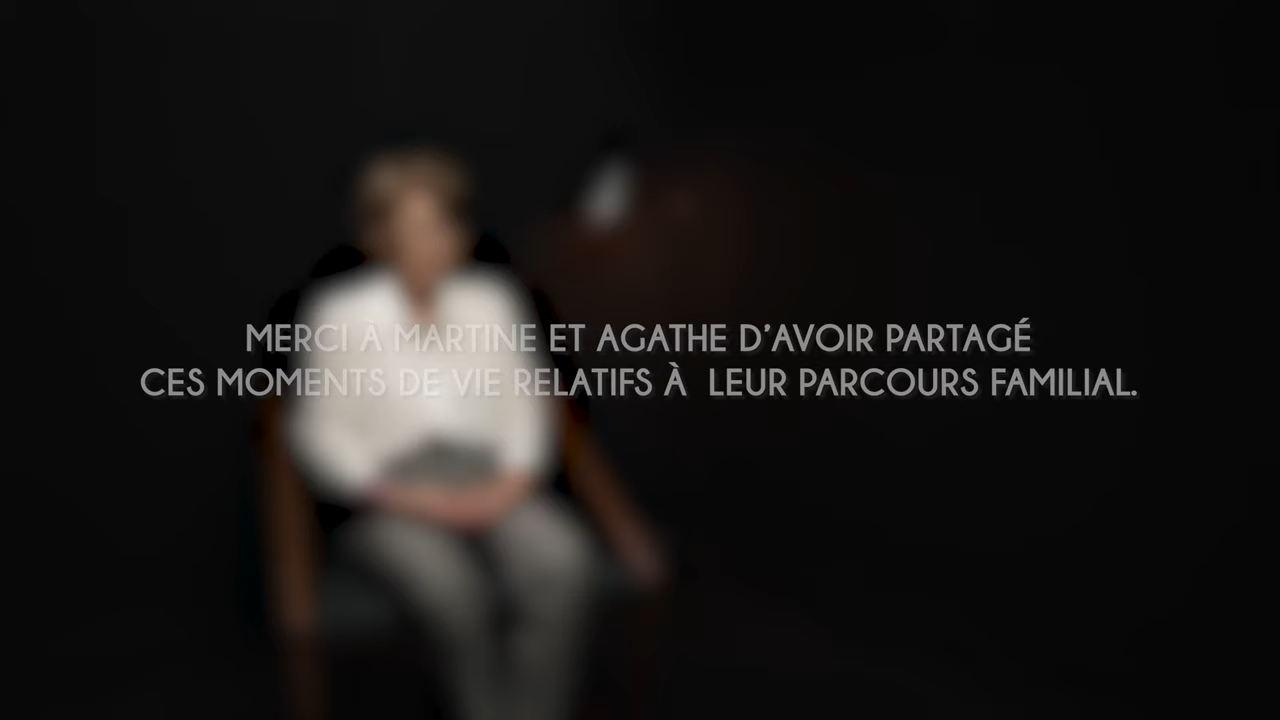 MERCI À MARTINE ET AGATHE D'AVOIR PARTAGÉ
CES MOMENTS DE VIE RELATIFS À  LEUR PARCOURS FAMILIAL.